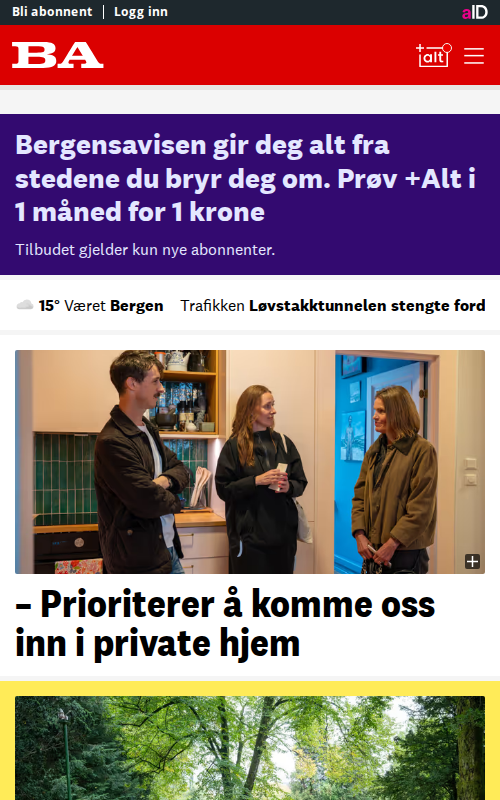 Bli abonnent | Logg inn
aID
BA
+alt
Bergensavisen gir deg alt fra
stedene du bryr deg om. Prøv +Alt i
1 måned for 1 krone
Tilbudet gjelder kun nye abonnenter.
15° Været Bergen Trafikken Løvstakktunnelen stengte ford
– Prioriterer å komme oss
inn i private hjem